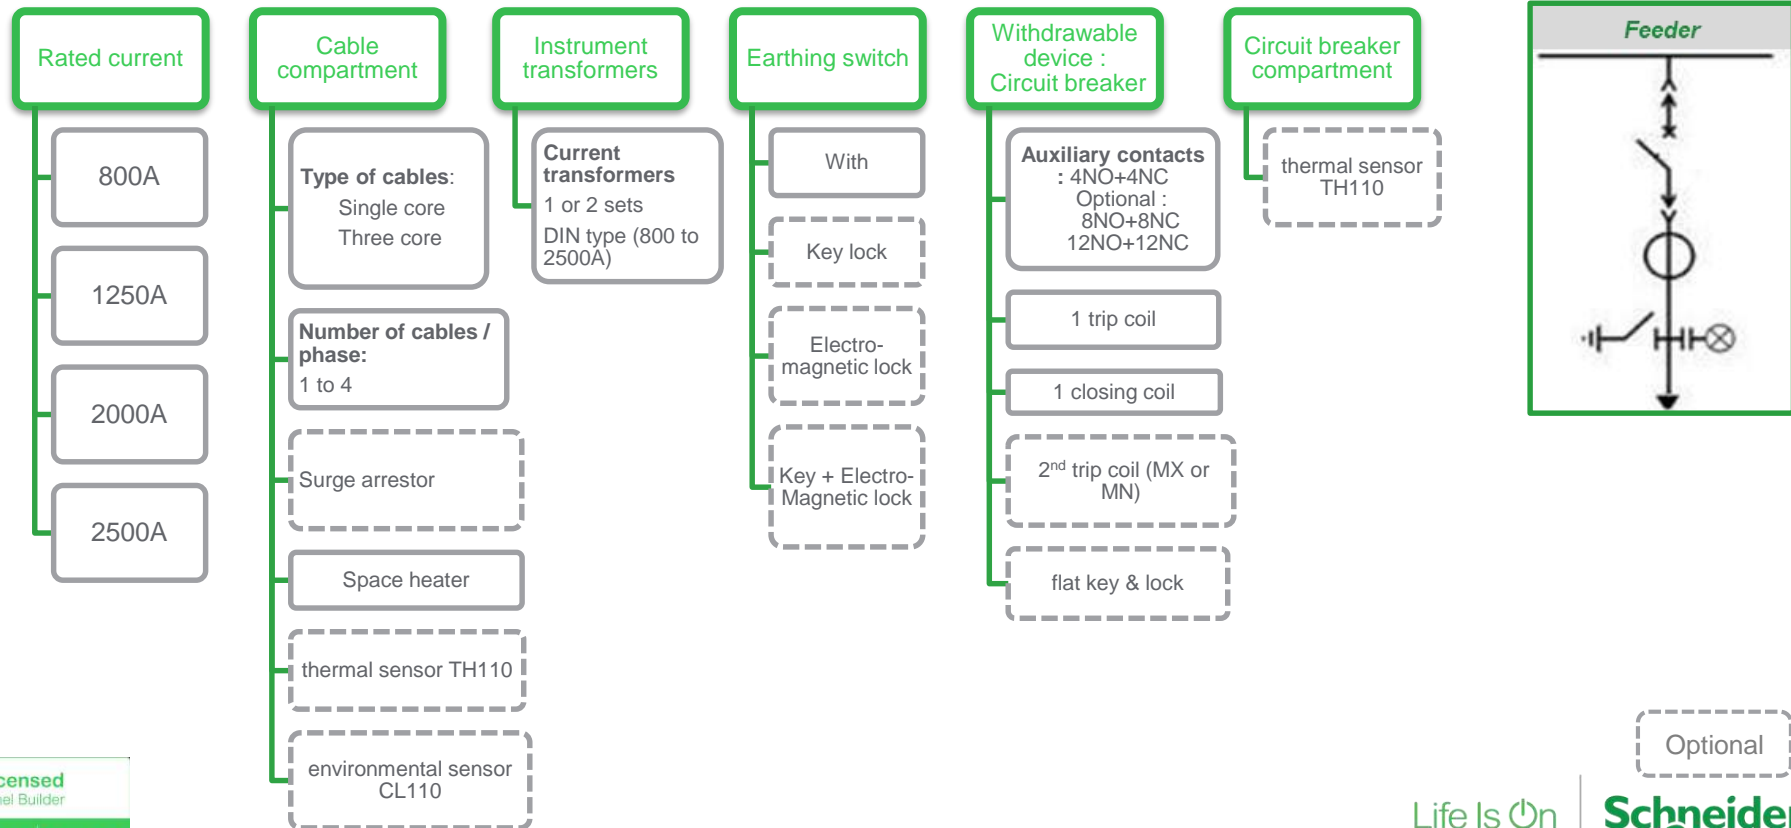 Rated current
800A
1250A
2000A
2500A
Cable
compartment
Type of cables:
Single core
Three core
Number of cables /
phase:
1 to 4
Surge arrestor
Space heater
thermal sensor TH110
environmental sensor
CL110
Instrument
transformers
Current
transformers
1 or 2 sets
DIN type (800 to
2500A)
Earthing switch
With
Key lock
Electro-
magnetic lock
Key + Electro-
Magnetic lock
Withdrawable
device :
Circuit breaker
Auxiliary contacts
: 4NO+4NC
Optional :
8NO+8NC
12NO+12NC
1 trip coil
1 closing coil
2nd trip coil (MX or
MN)
flat key & lock
Circuit breaker
compartment
thermal sensor
TH110
Feeder
Optional
Life Is On
Schneider